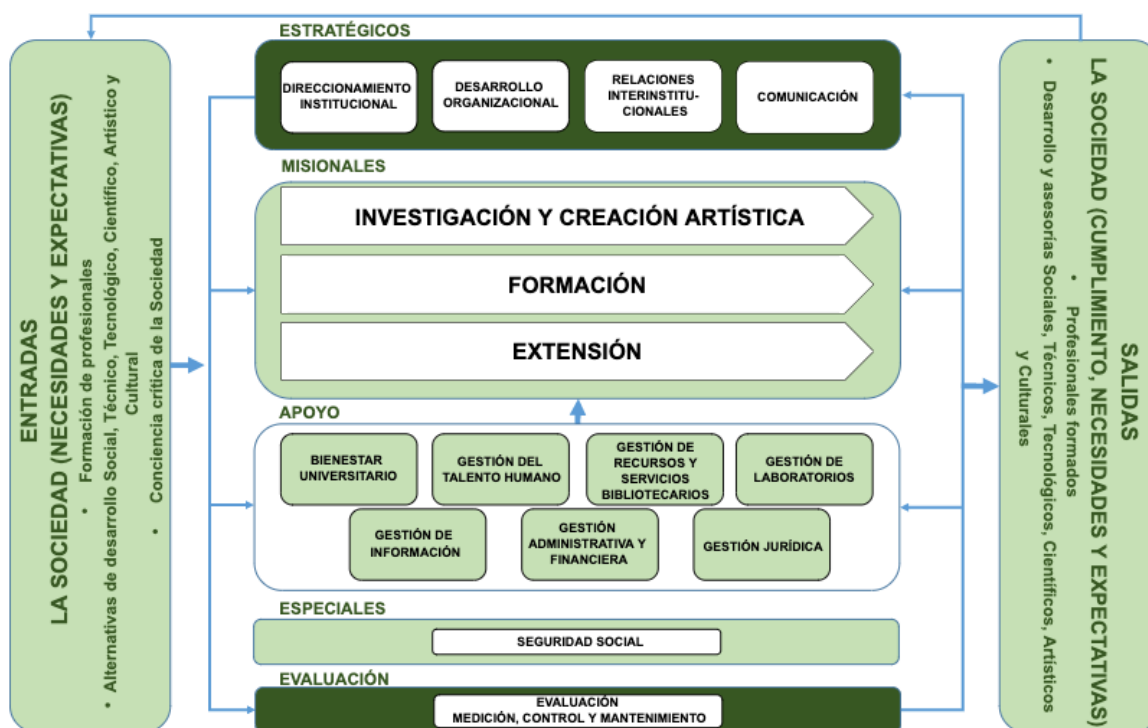 ENTRADAS
LA SOCIEDAD (NECESIDADES Y EXPECTATIVAS)
• Formación de profesionales
• Alternativas de desarrollo Social, Técnico, Tecnológico, Científico, Artístico y
Cultural
• Conciencia crítica de la Sociedad
ESTRATÉGICOS
DIRECCIONAMIENTO
INSTITUCIONAL
DESARROLLO
ORGANIZACIONAL
RELACIONES
INTERINSTITU-
CIONALES
COMUNICACIÓN
MISIONALES
INVESTIGACIÓN Y CREACIÓN ARTÍSTICA
FORMACIÓN
EXTENSIÓN
APOYO
BIENESTAR
UNIVERSITARIO
GESTIÓN DEL
TALENTO HUMANO
GESTIÓN DE
RECURSOS Y
SERVICIOS
BIBLIOTECARIOS
GESTIÓN DE
LABORATORIOS
GESTIÓN DE
INFORMACIÓN
GESTIÓN
ADMINISTRATIVA Y
FINANCIERA
GESTIÓN JURÍDICA
ESPECIALES
SEGURIDAD SOCIAL
EVALUACIÓN
EVALUACIÓN
MEDICIÓN, CONTROL Y MANTENIMIENTO
SALIDAS
LA SOCIEDAD (CUMPLIMIENTO, NECESIDADES Y EXPECTATIVAS)
• Profesionales formados
• Desarrollo y asesorías Sociales, Técnicos, Tecnológicos, Científicos, Artísticos
y Culturales